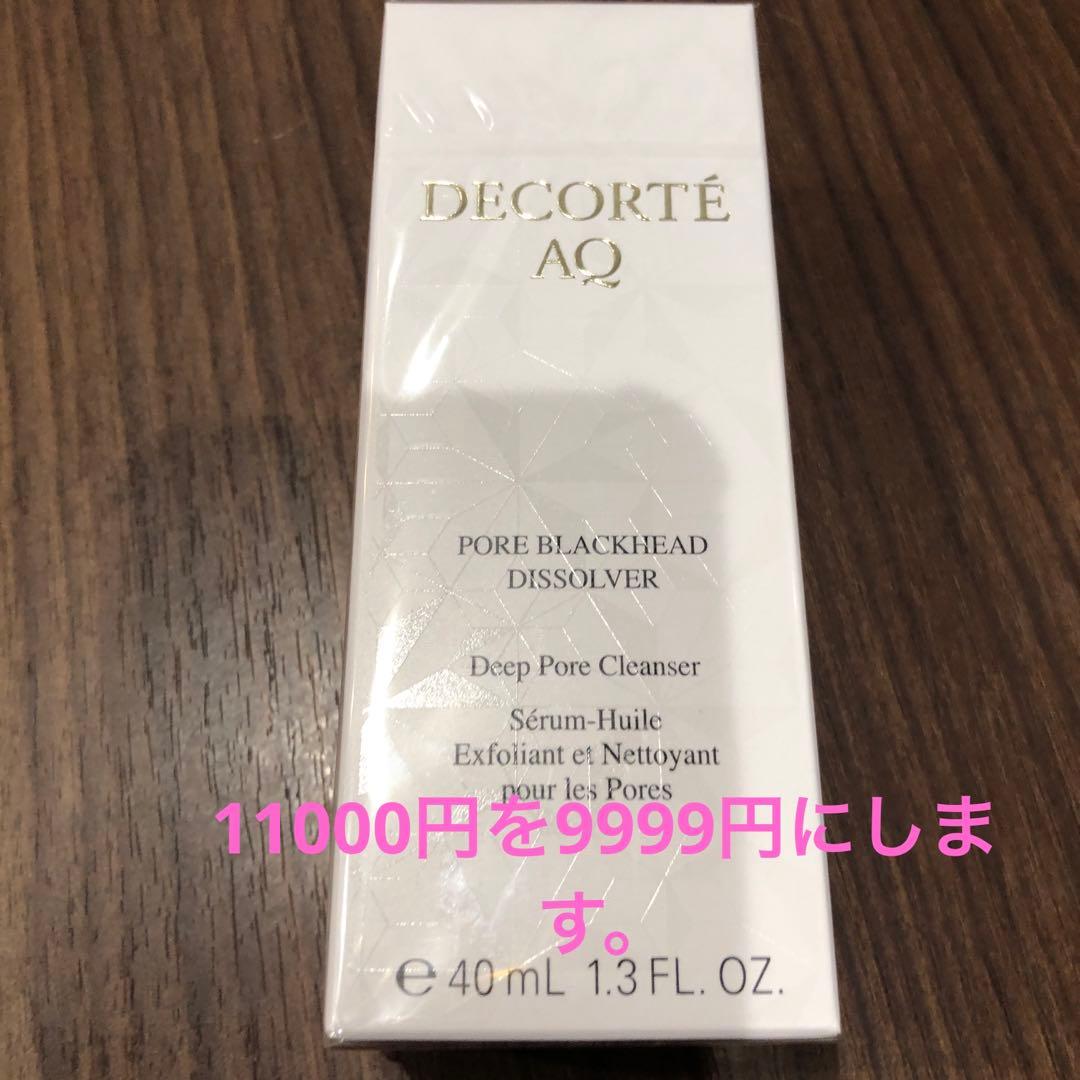 DECORTÉ
AQ
PORE BLACKHEAD
DISSOLVER
Deep Pore Cleanser
Sérum-Huile
Exfoliant et Nettoyant
pour les Pores
11000円を9999円にしま
す。
e 40 mL 1.3 FL. OZ.